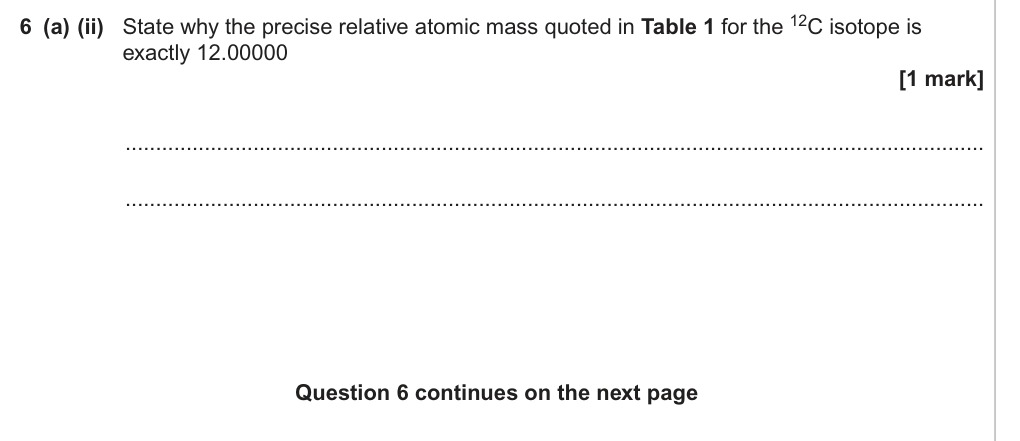 6 (a) (ii) State why the precise relative atomic mass quoted in Table 1 for the ¹²C isotope is
exactly 12.00000
[1 mark]
Question 6 continues on the next page